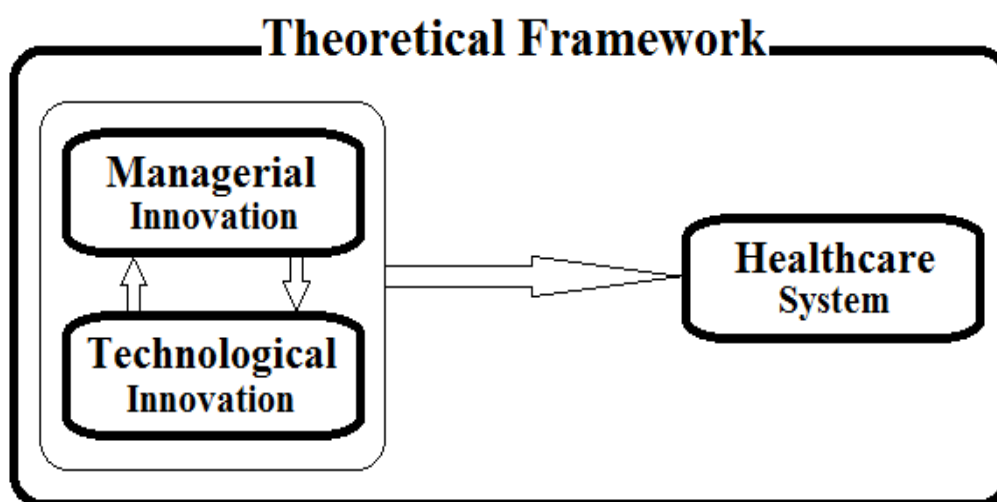 Theoretical Framework
Managerial
Innovation
Technological
Innovation
Healthcare
System